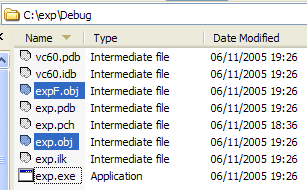 C:\exp\Debug
Name Type Date Modified
vc60.pdb Intermediate file 06/11/2005 19:26
vc60.idb Intermediate file 06/11/2005 19:26
expF.obj Intermediate file 06/11/2005 19:26
exp.pdb Intermediate file 06/11/2005 19:26
exp.pch Intermediate file 06/11/2005 18:36
exp.obj Intermediate file 06/11/2005 19:26
exp.ilk Intermediate file 06/11/2005 19:26
exp.exe Application 06/11/2005 19:26